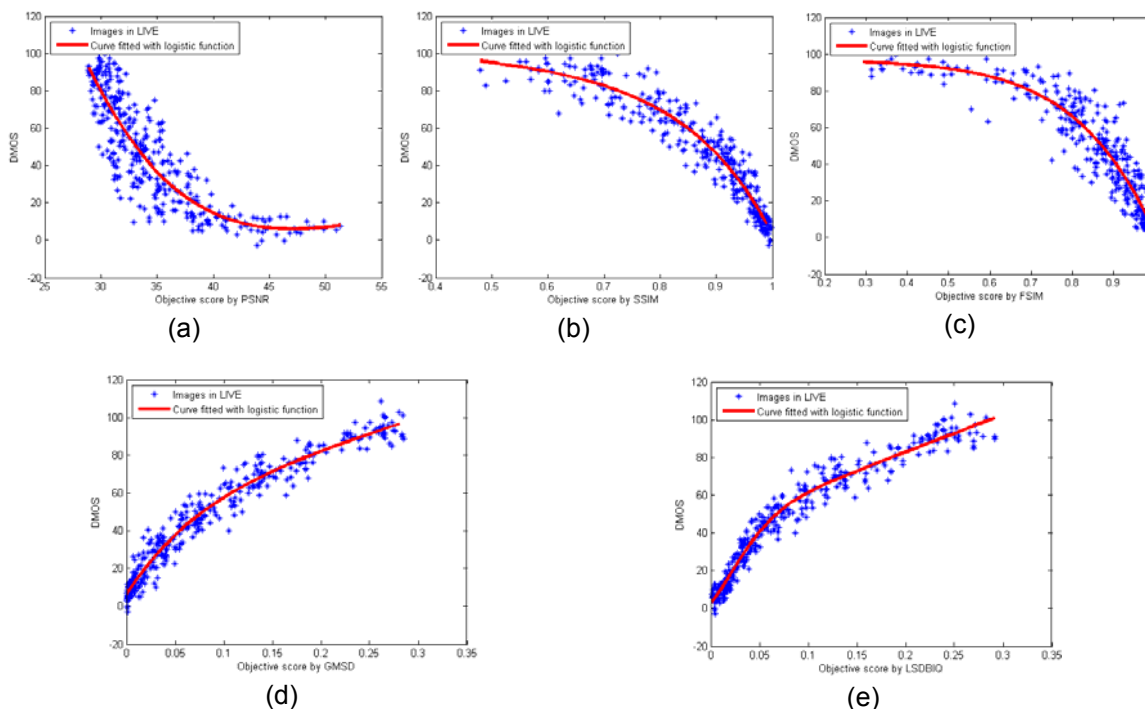 Images in LIVE
Curve fitted with logistic function
DMOS
120
100
80
60
40
20
0
-20
25 30 35 40 45 50 55
Objective score by PSNR
(a)
Images in LIVE
Curve fitted with logistic function
DMOS
120
100
80
60
40
20
0
-20
0.4 0.5 0.6 0.7 0.8 0.9 1
Objective score by SSIM
(b)
Images in LIVE
Curve fitted with logistic function
DMOS
120
100
80
60
40
20
0
-20
0.2 0.3 0.4 0.5 0.6 0.7 0.8 0.9
Objective score by FSIM
(c)
Images in LIVE
Curve fitted with logistic function
DMOS
120
100
80
60
40
20
0
-20
0 0.05 0.1 0.15 0.2 0.25 0.3 0.35
Objective score by GMSD
(d)
Images in LIVE
Curve fitted with logistic function
DMOS
120
100
80
60
40
20
0
-20
0 0.05 0.1 0.15 0.2 0.25 0.3 0.35
Objective score by LSDBIQ
(e)